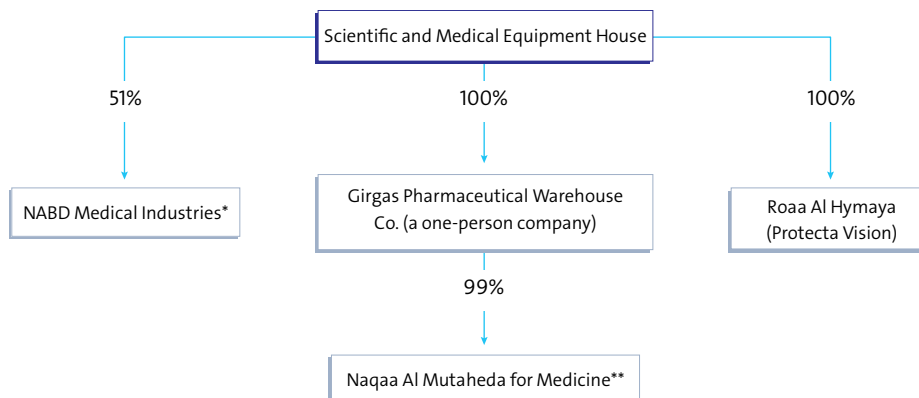 Scientific and Medical Equipment House
51%
100%
100%
NABD Medical Industries*
Girgas Pharmaceutical Warehouse
Co. (a one-person company)
Roaa Al Hymaya
(Protecta Vision)
99%
Naqaa Al Mutaheda for Medicine**